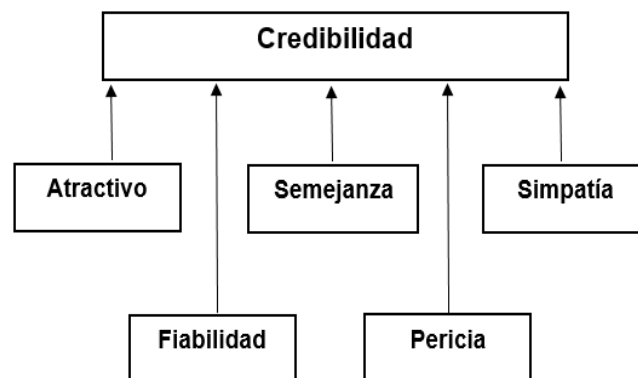 Credibilidad
Atractivo
Semejanza
Simpatía
Fiabilidad
Pericia